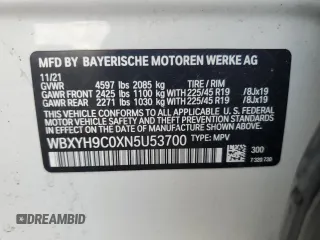 MFD BY BAYERISCHE MOTOREN WERKE AG
11/21
GVWR 4597 lbs 2085 kg TIRE / RIM
GAWR FRONT 2425 lbs 1100 kg 225/45 R19 /8Jx19
GAWR REAR 2271 lbs 1030 kg 225/45 R19 /8Jx19
THIS VEHICLE CONFORMS TO ALL APPLICABLE U.S. FEDERAL
MOTOR VEHICLE SAFETY, BUMPER, AND THEFT PREVENTION
STANDARDS IN EFFECT ON THE DATE OF MANUFACTURE SHOWN ABOVE.
WBXYH9C0XN5U53700 TYPE: MPV
300
AUTOHELPERBOT.COM